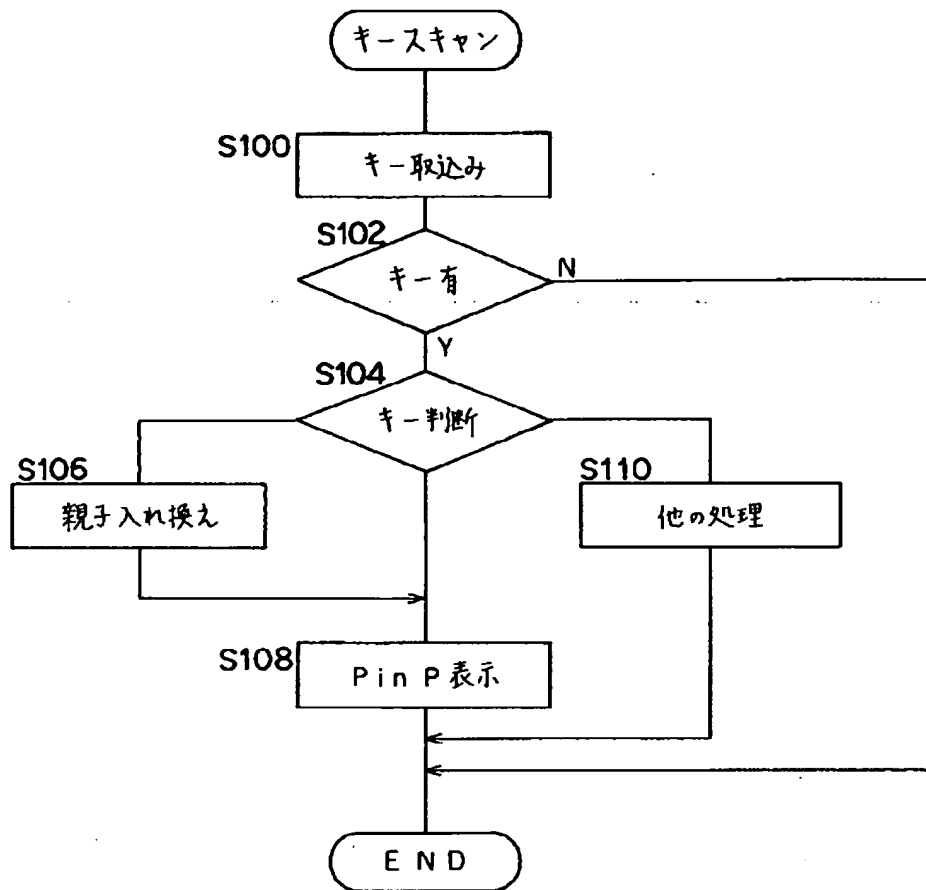 キースキャン
S100
キー取込み
S102
キー有
N
Y
S104
キー判断
S106
親子入れ換え
S110
他の処理
S108
PinP表示
END